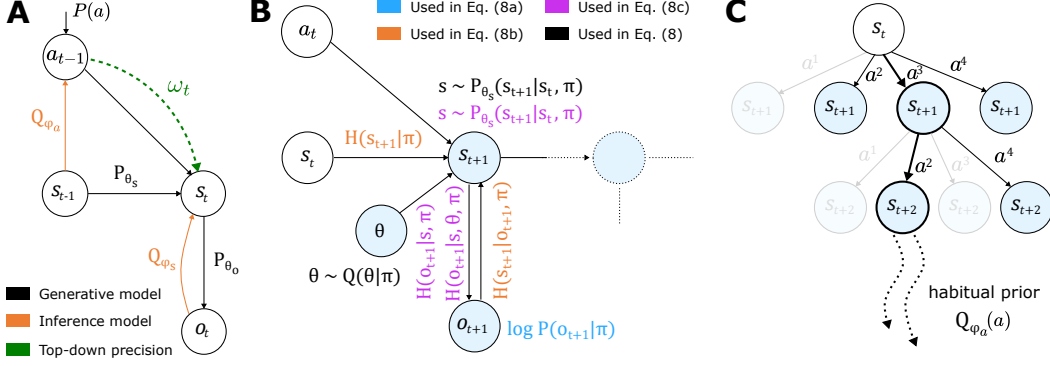 A
P(a)
a_{t−1}
ω_t
Q_{φ_a}
s_{t-1}
P_{θ_s}
s_t
Q_{φ_s}
P_{θ_o}
o_t
Generative model
Inference model
Top-down precision
B
Used in Eq. (8a)
Used in Eq. (8c)
Used in Eq. (8b)
Used in Eq. (8)
a_t
s ~ P_{θ_s}(s_{t+1}|s_t, π)
s ~ P_{θ_s}(s_{t+1}|s_t, π)
s_t
H(s_{t+1}|π)
s_{t+1}
θ
θ ~ Q(θ|π)
H(o_{t+1}|s, π)
H(o_{t+1}|s, θ, π)
H(s_{t+1}|o_{t+1}, π)
o_{t+1}
log P(o_{t+1}|π)
C
s_t
a^1
a^2
a^3
a^4
s_{t+1}
s_{t+1}
s_{t+1}
s_{t+1}
a^1
a^2
a^3
a^4
s_{t+2}
s_{t+2}
s_{t+2}
s_{t+2}
habitual prior
Q_{φ_a}(a)